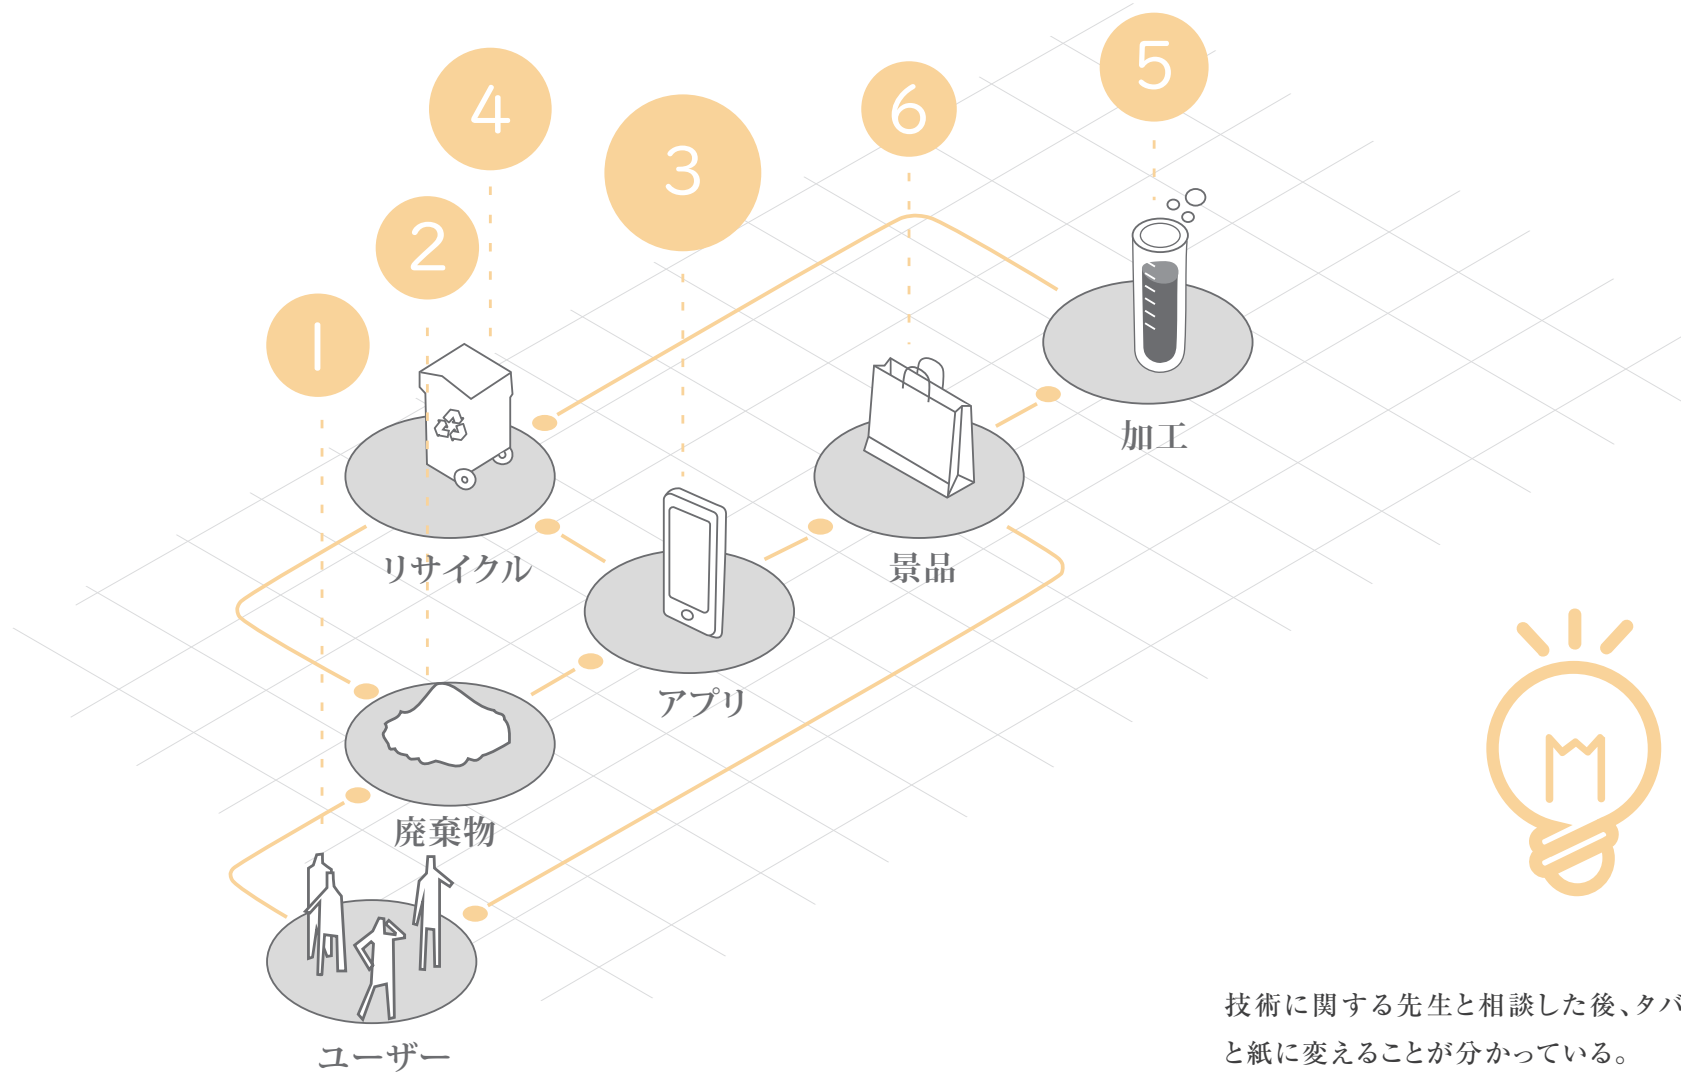 4
5
6
3
2
1
加工
リサイクル
景品
アプリ
廃棄物
ユーザー
技術に関する先生と相談した後、タバ
と紙に変えることが分かっている。